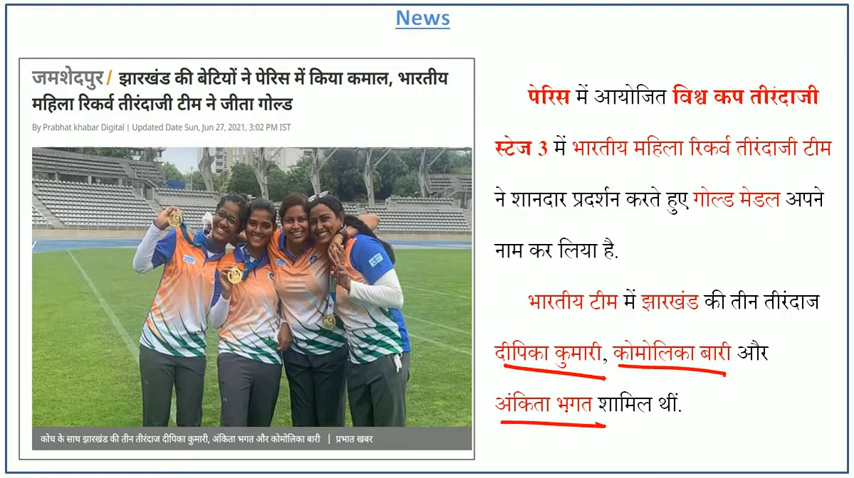 News
जमशेदपुर/ झारखंड की बेटियों ने पेरिस में किया कमाल, भारतीय
महिला रिकर्व तीरंदाजी टीम ने जीता गोल्ड
By Prabhat khabar Digital | Updated Date Sun, Jun 27, 2021, 3:02 PM IST
कोच के साथ झारखंड की तीन तीरंदाज दीपिका कुमारी, अंकिता भगत और कोमोलिका बारी | प्रभात खबर
पेरिस में आयोजित विश्व कप तीरंदाजी
स्टेज 3 में भारतीय महिला रिकर्व तीरंदाजी टीम
ने शानदार प्रदर्शन करते हुए गोल्ड मेडल अपने
नाम कर लिया है.
भारतीय टीम में झारखंड की तीन तीरंदाज
दीपिका कुमारी, कोमोलिका बारी और
अंकिता भगत शामिल थीं.